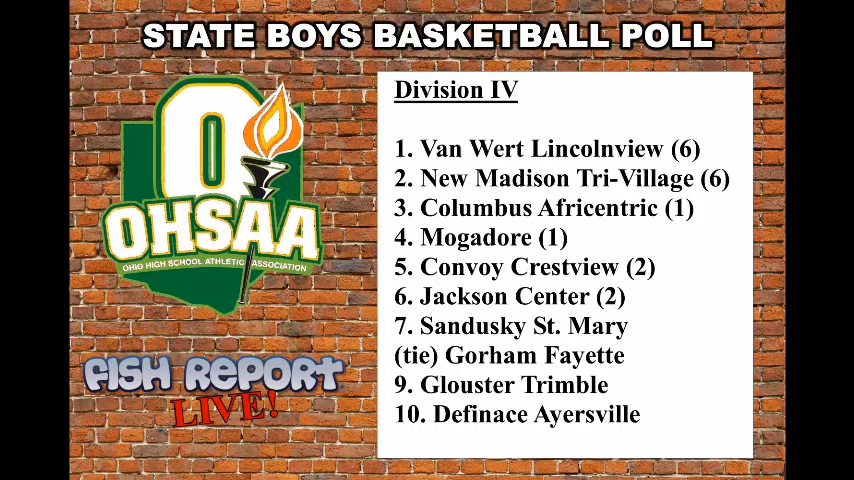 STATE BOYS BASKETBALL POLL
O
OHSAA
OHIO HIGH SCHOOL ATHLETIC ASSOCIATION
FISH REPORT
LIVE!
Division IV
1. Van Wert Lincolnview (6)
2. New Madison Tri-Village (6)
3. Columbus Africentric (1)
4. Mogadore (1)
5. Convoy Crestview (2)
6. Jackson Center (2)
7. Sandusky St. Mary
(tie) Gorham Fayette
9. Glouster Trimble
10. Definace Ayersville